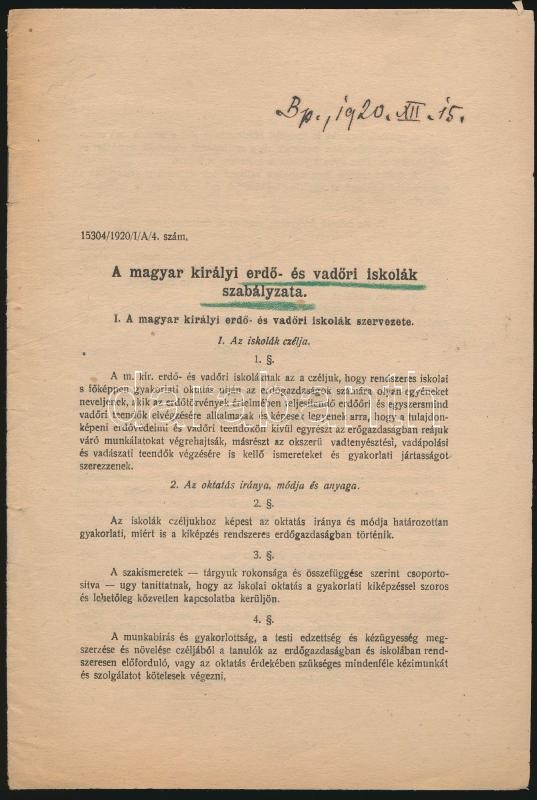 Bp., 1920. XII. 15.
15304/1920/I/A/4. szám.
A magyar királyi erdő- és vadőri iskolák
szabályzata.
I. A magyar királyi erdő- és vadőri iskolák szervezete.
1. Az iskolák czélja.
1. §.
A m. kir. erdő- és vadőri iskoláknak az a czéljuk, hogy rendszeres iskolai
s főképpen gyakorlati oktatás útján az erdőgazdaságok számára olyan egyéneket
neveljenek, akik az erdőtörvények értelmében teljesítendő erdőőri és egyszersmind
vadőri teendők elvégzésére alkalmasak és képesek legyenek arra, hogy a tulajdon-
képeni erdővédelmi és vadőri teendőkön kívül egyrészt az erdőgazdaságban reájuk
váró munkálatokat végrehajtsák, másrészt az okszerű vadtenyésztési, vadápolási
és vadászati teendők végzésére is kellő ismereteket és gyakorlati jártasságot
szerezzenek.
2. Az oktatás iránya, módja és anyaga.
2. §.
Az iskolák czéljukhoz képest az oktatás iránya és módja határozottan
gyakorlati, miért is a kiképzés rendszeres erdőgazdaságban történik.
3. §.
A szakismeretek — tárgyuk rokonsága és összefüggése szerint csoporto-
sitva — ugy tanittatnak, hogy az iskolai oktatás a gyakorlati kiképzéssel szoros
és lehetőleg közvetlen kapcsolatba kerüljön.
4. §.
A munkabirás és gyakorlottság, a testi edzettség és kézügyesség meg-
szerzése és növelése czéljából a tanulók az erdőgazdaságban és iskolában rend-
szeresen előforduló, vagy az oktatás érdekében szükséges mindenféle kézimunkát
és szolgálatot kötelesek végezni.
darabanth